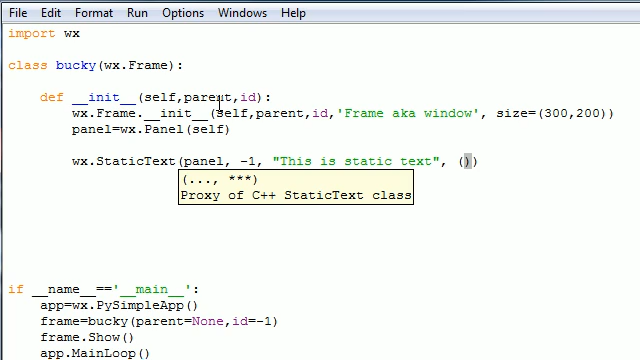 File Edit Format Run Options Windows Help
import wx
class bucky(wx.Frame):
def __init__(self,parent,id):
wx.Frame.__init__(self,parent,id,'Frame aka window', size=(300,200))
panel=wx.Panel(self)
wx.StaticText(panel, -1, "This is static text", ())
(..., ***)
Proxy of C++ StaticText class
if __name__=='__main__':
app=wx.PySimpleApp()
frame=bucky(parent=None,id=-1)
frame.Show()
app.MainLoop()